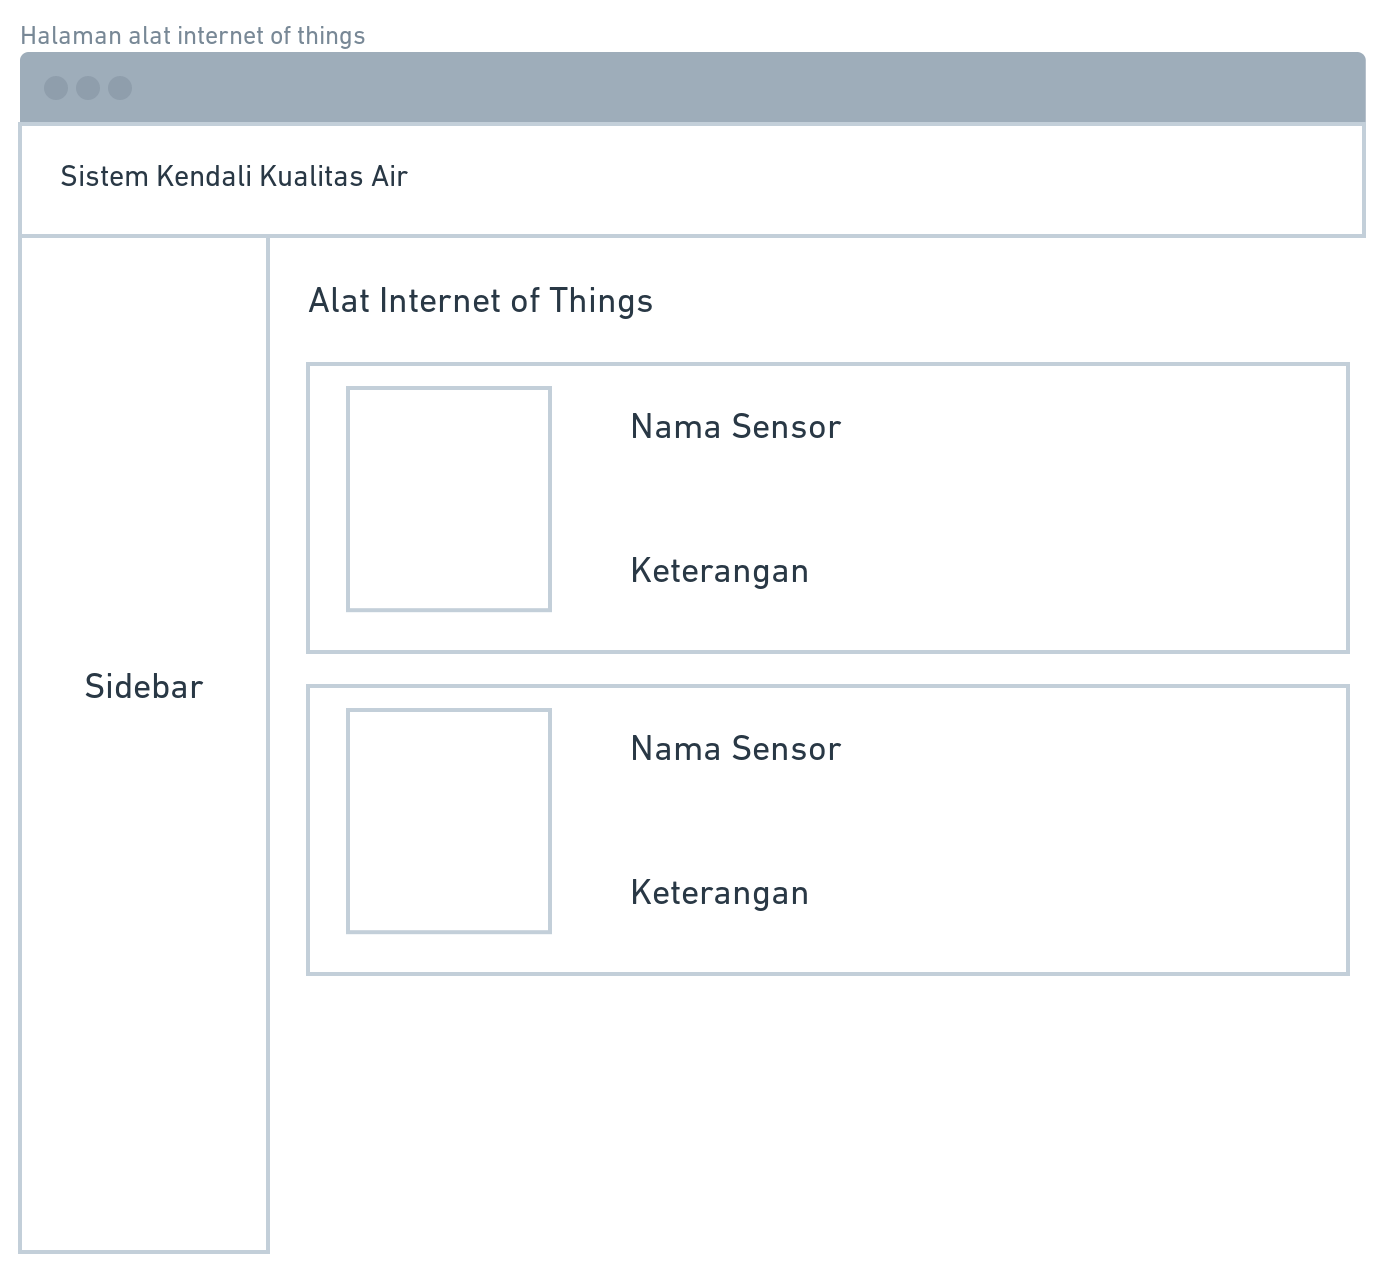 Halaman alat internet of things
Sistem Kendali Kualitas Air
Alat Internet of Things
Nama Sensor
Keterangan
Sidebar
Nama Sensor
Keterangan